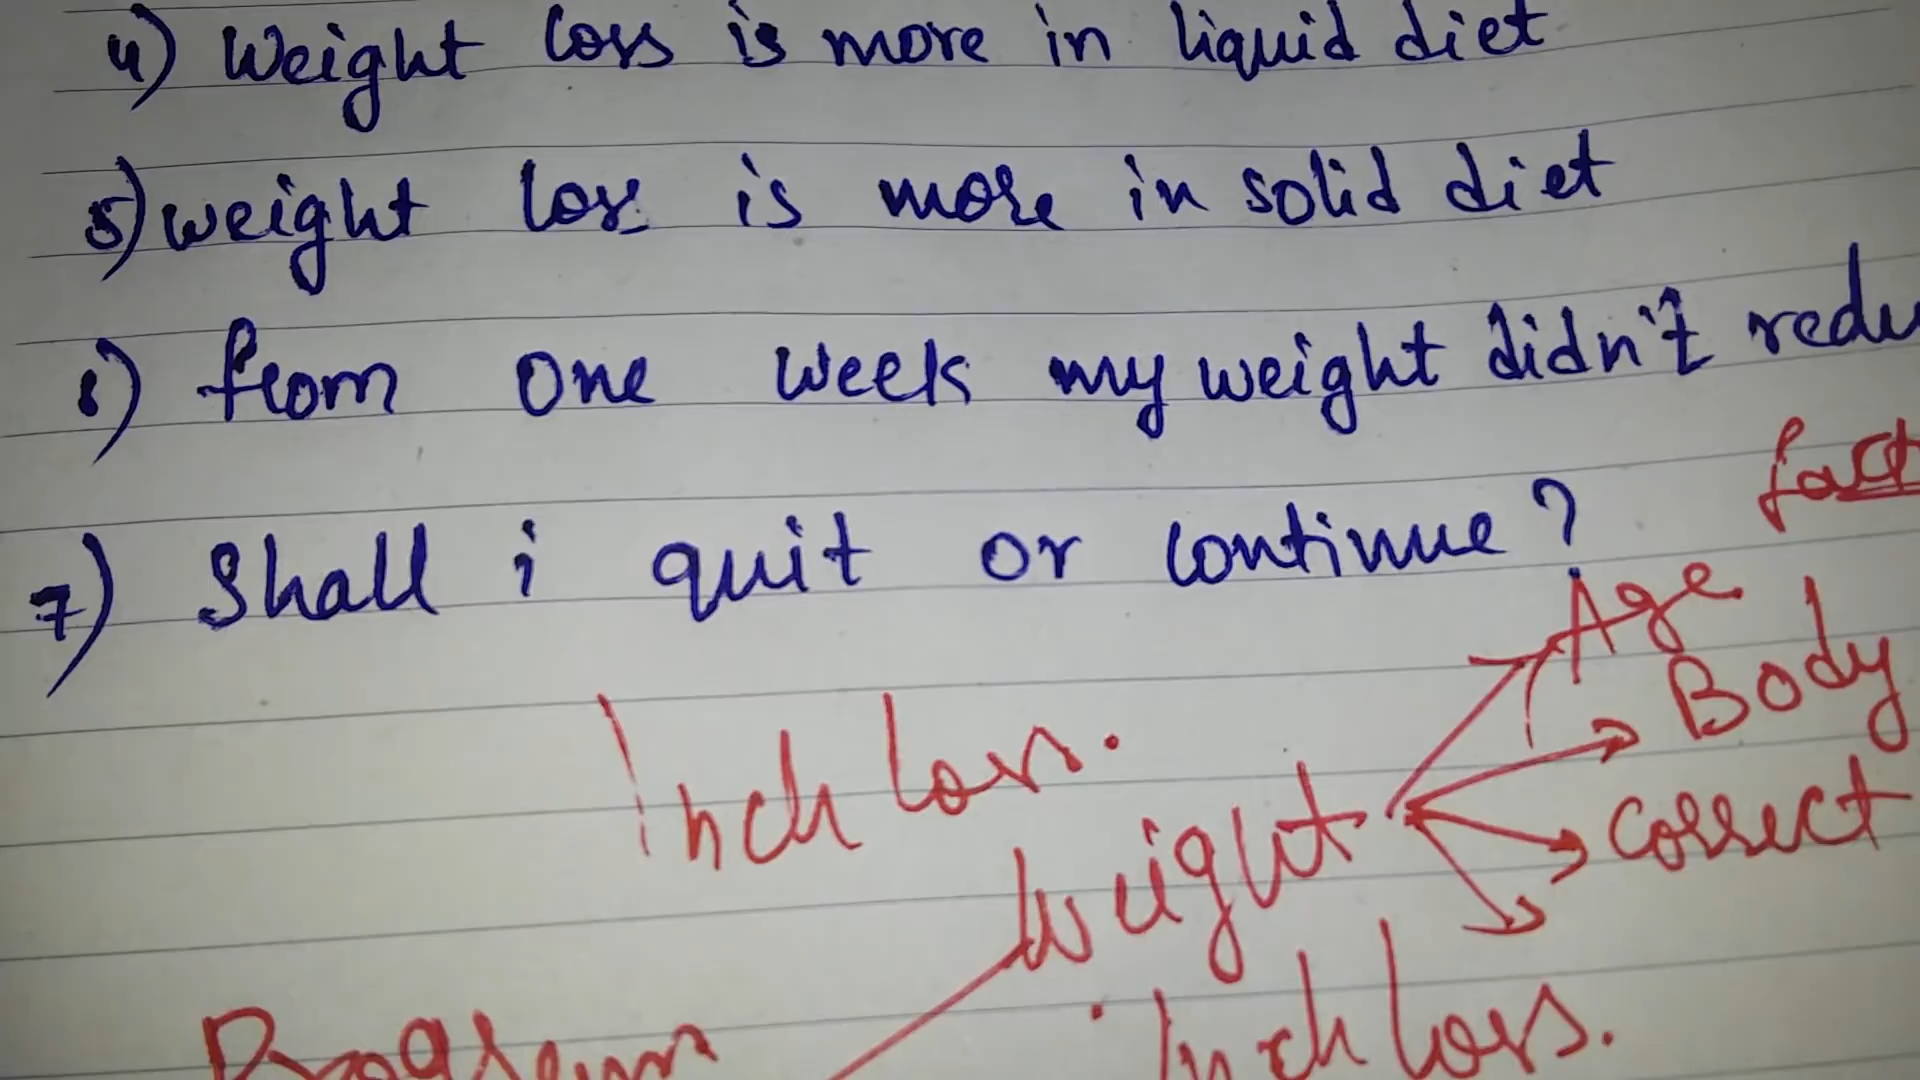 4) Weight loss is more in liquid diet
5) weight loss is more in solid diet
6) from one week my weight didn't redu
fact
7) Shall i quit or continue?
Age
Body
Inch loss.
correct
Weight
Inch loss.